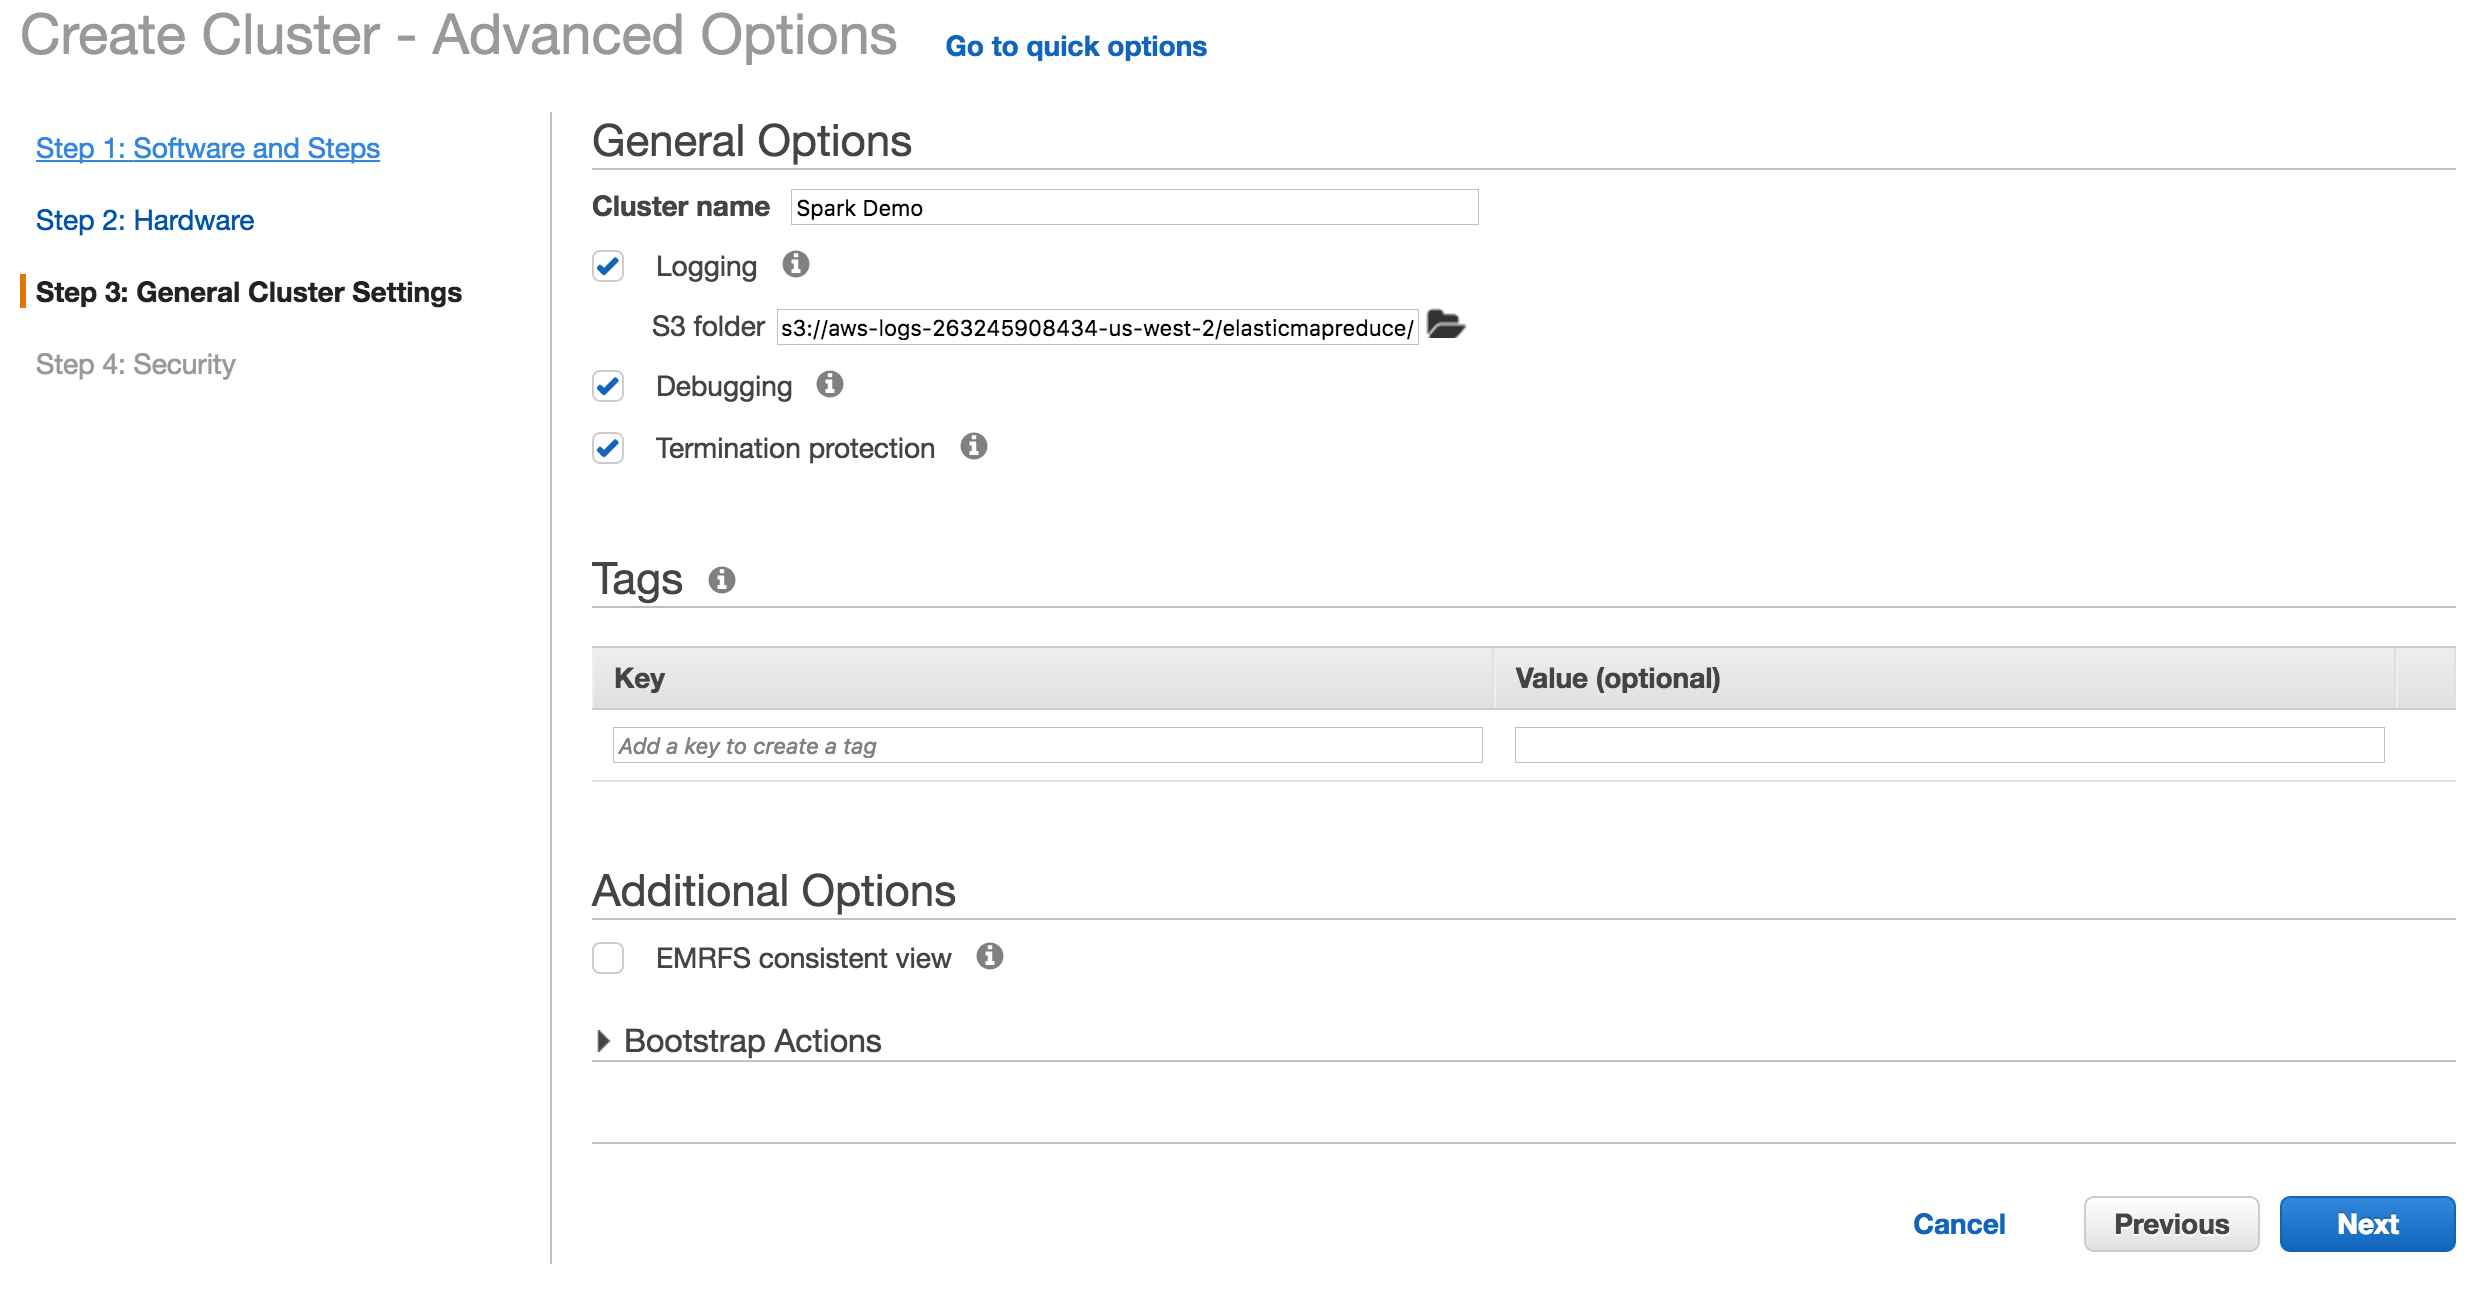 Create Cluster - Advanced Options Go to quick options
Step 1: Software and Steps
Step 2: Hardware
Step 3: General Cluster Settings
Step 4: Security
General Options
Cluster name Spark Demo
Logging
S3 folder s3://aws-logs-263245908434-us-west-2/elasticmapreduce/
Debugging
Termination protection
Tags
Key Value (optional)
Add a key to create a tag
Additional Options
EMRFS consistent view
Bootstrap Actions
Cancel Previous Next